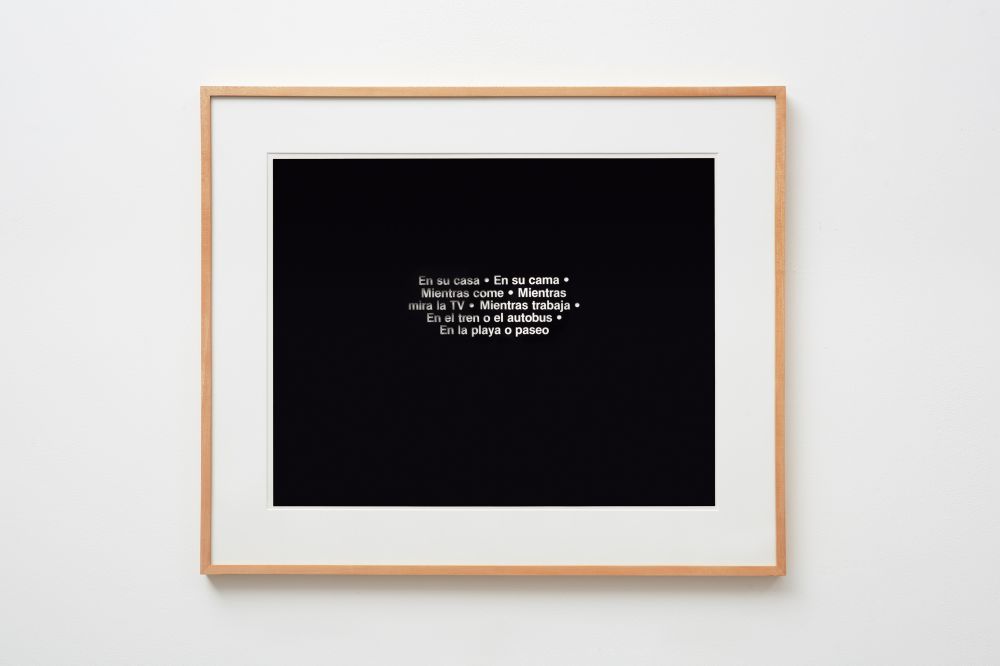 En su casa • En su cama •
Mientras come • Mientras
mira la TV • Mientras trabaja •
En el tren o el autobus •
En la playa o paseo